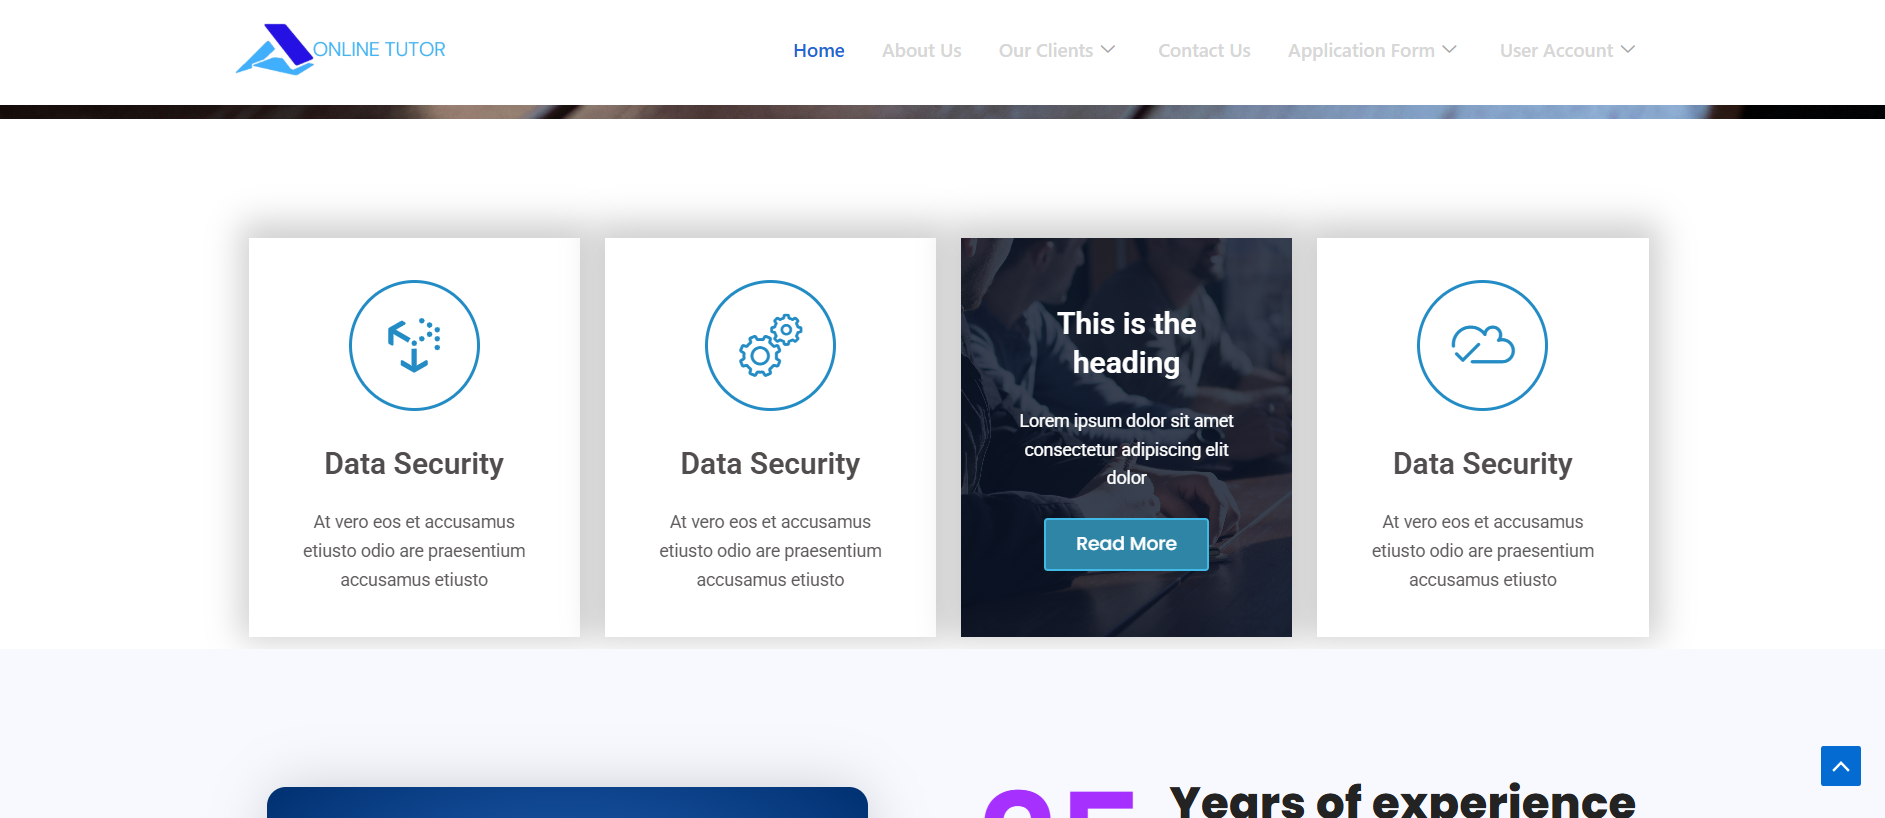 ONLINE TUTOR
Home
About Us
Our Clients
Contact Us
Application Form
User Account
Data Security
At vero eos et accusamus
etiusto odio are praesentium
accusamus etiusto
Data Security
At vero eos et accusamus
etiusto odio are praesentium
accusamus etiusto
This is the
heading
Lorem ipsum dolor sit amet
consectetur adipiscing elit
dolor
Read More
Data Security
At vero eos et accusamus
etiusto odio are praesentium
accusamus etiusto
Years of experience